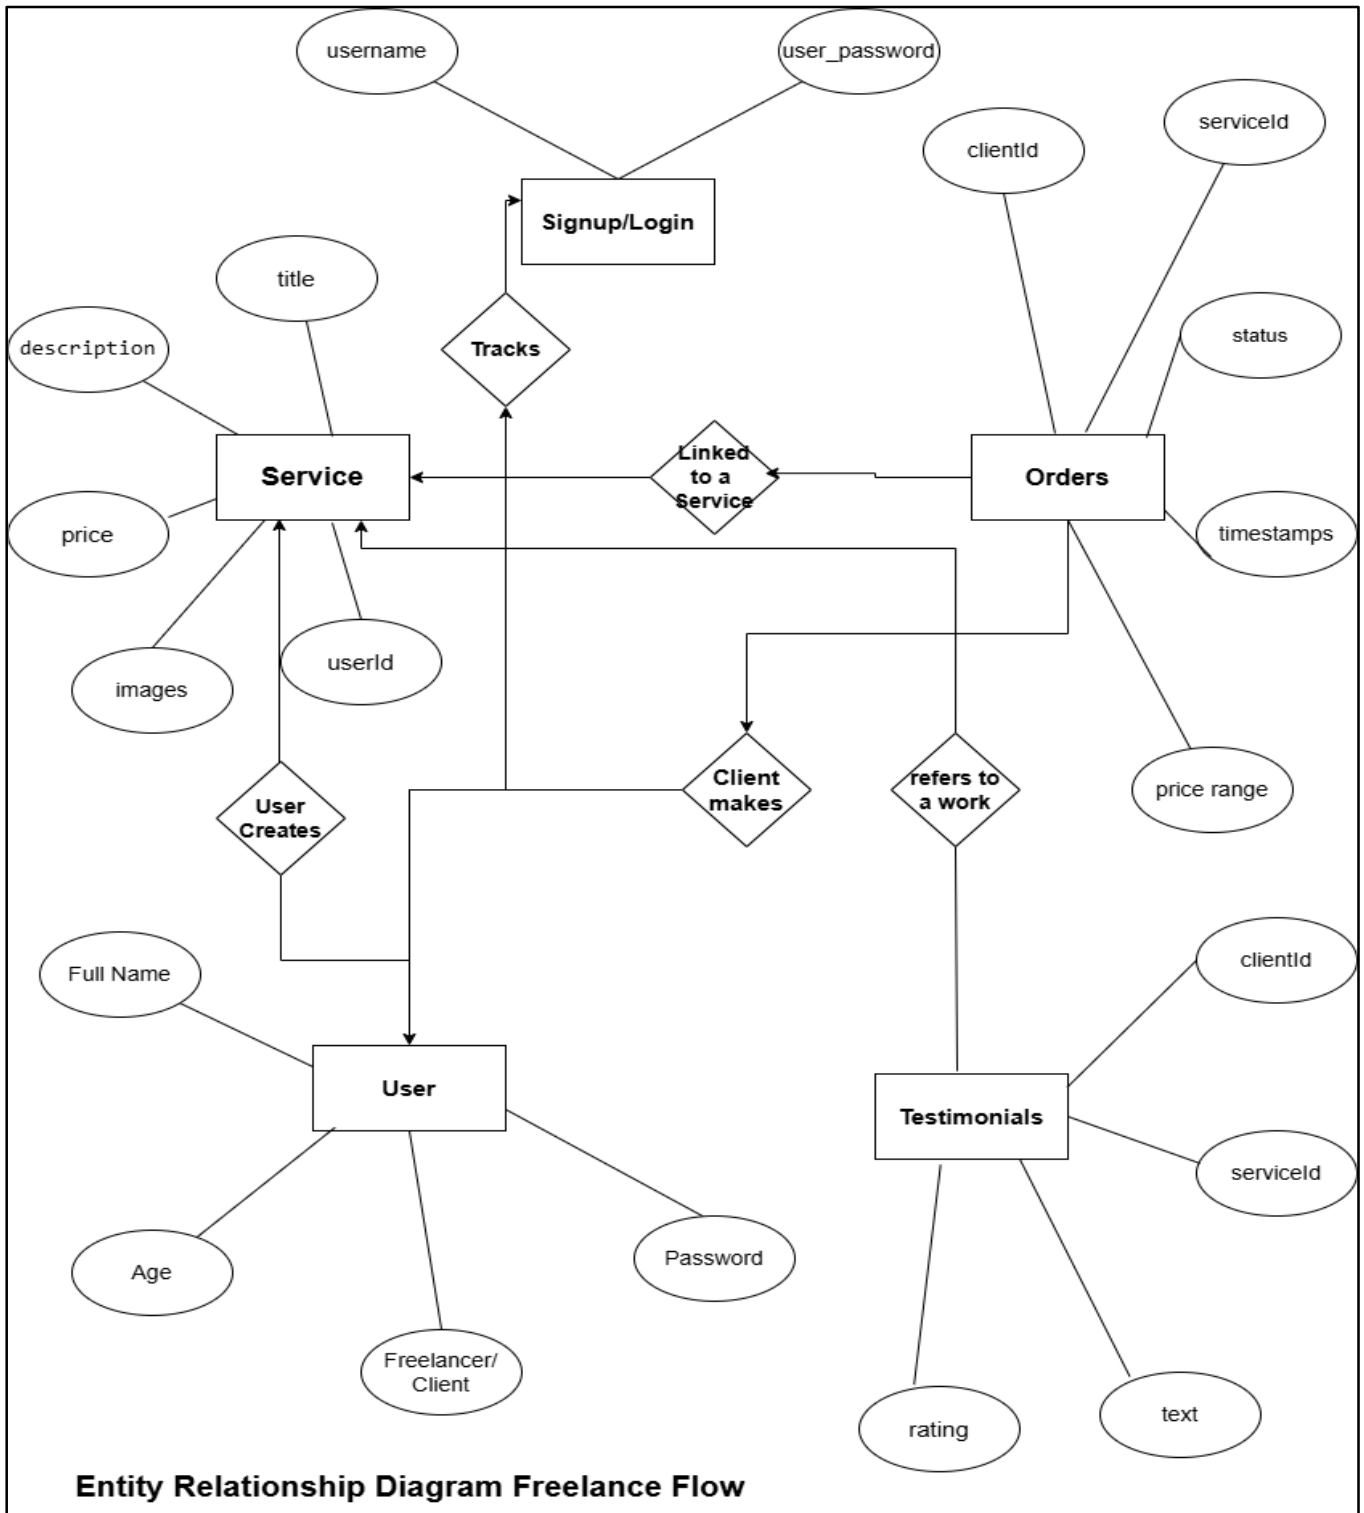 username
user_password
clientId
serviceId
Signup/Login
title
description
Tracks
status
Service
Linked
to a
Service
Orders
price
timestamps
images
userId
User
Creates
Client
makes
refers to
a work
price range
Full Name
clientId
User
Testimonials
serviceId
Age
Password
Freelancer/
Client
rating
text
Entity Relationship Diagram Freelance Flow